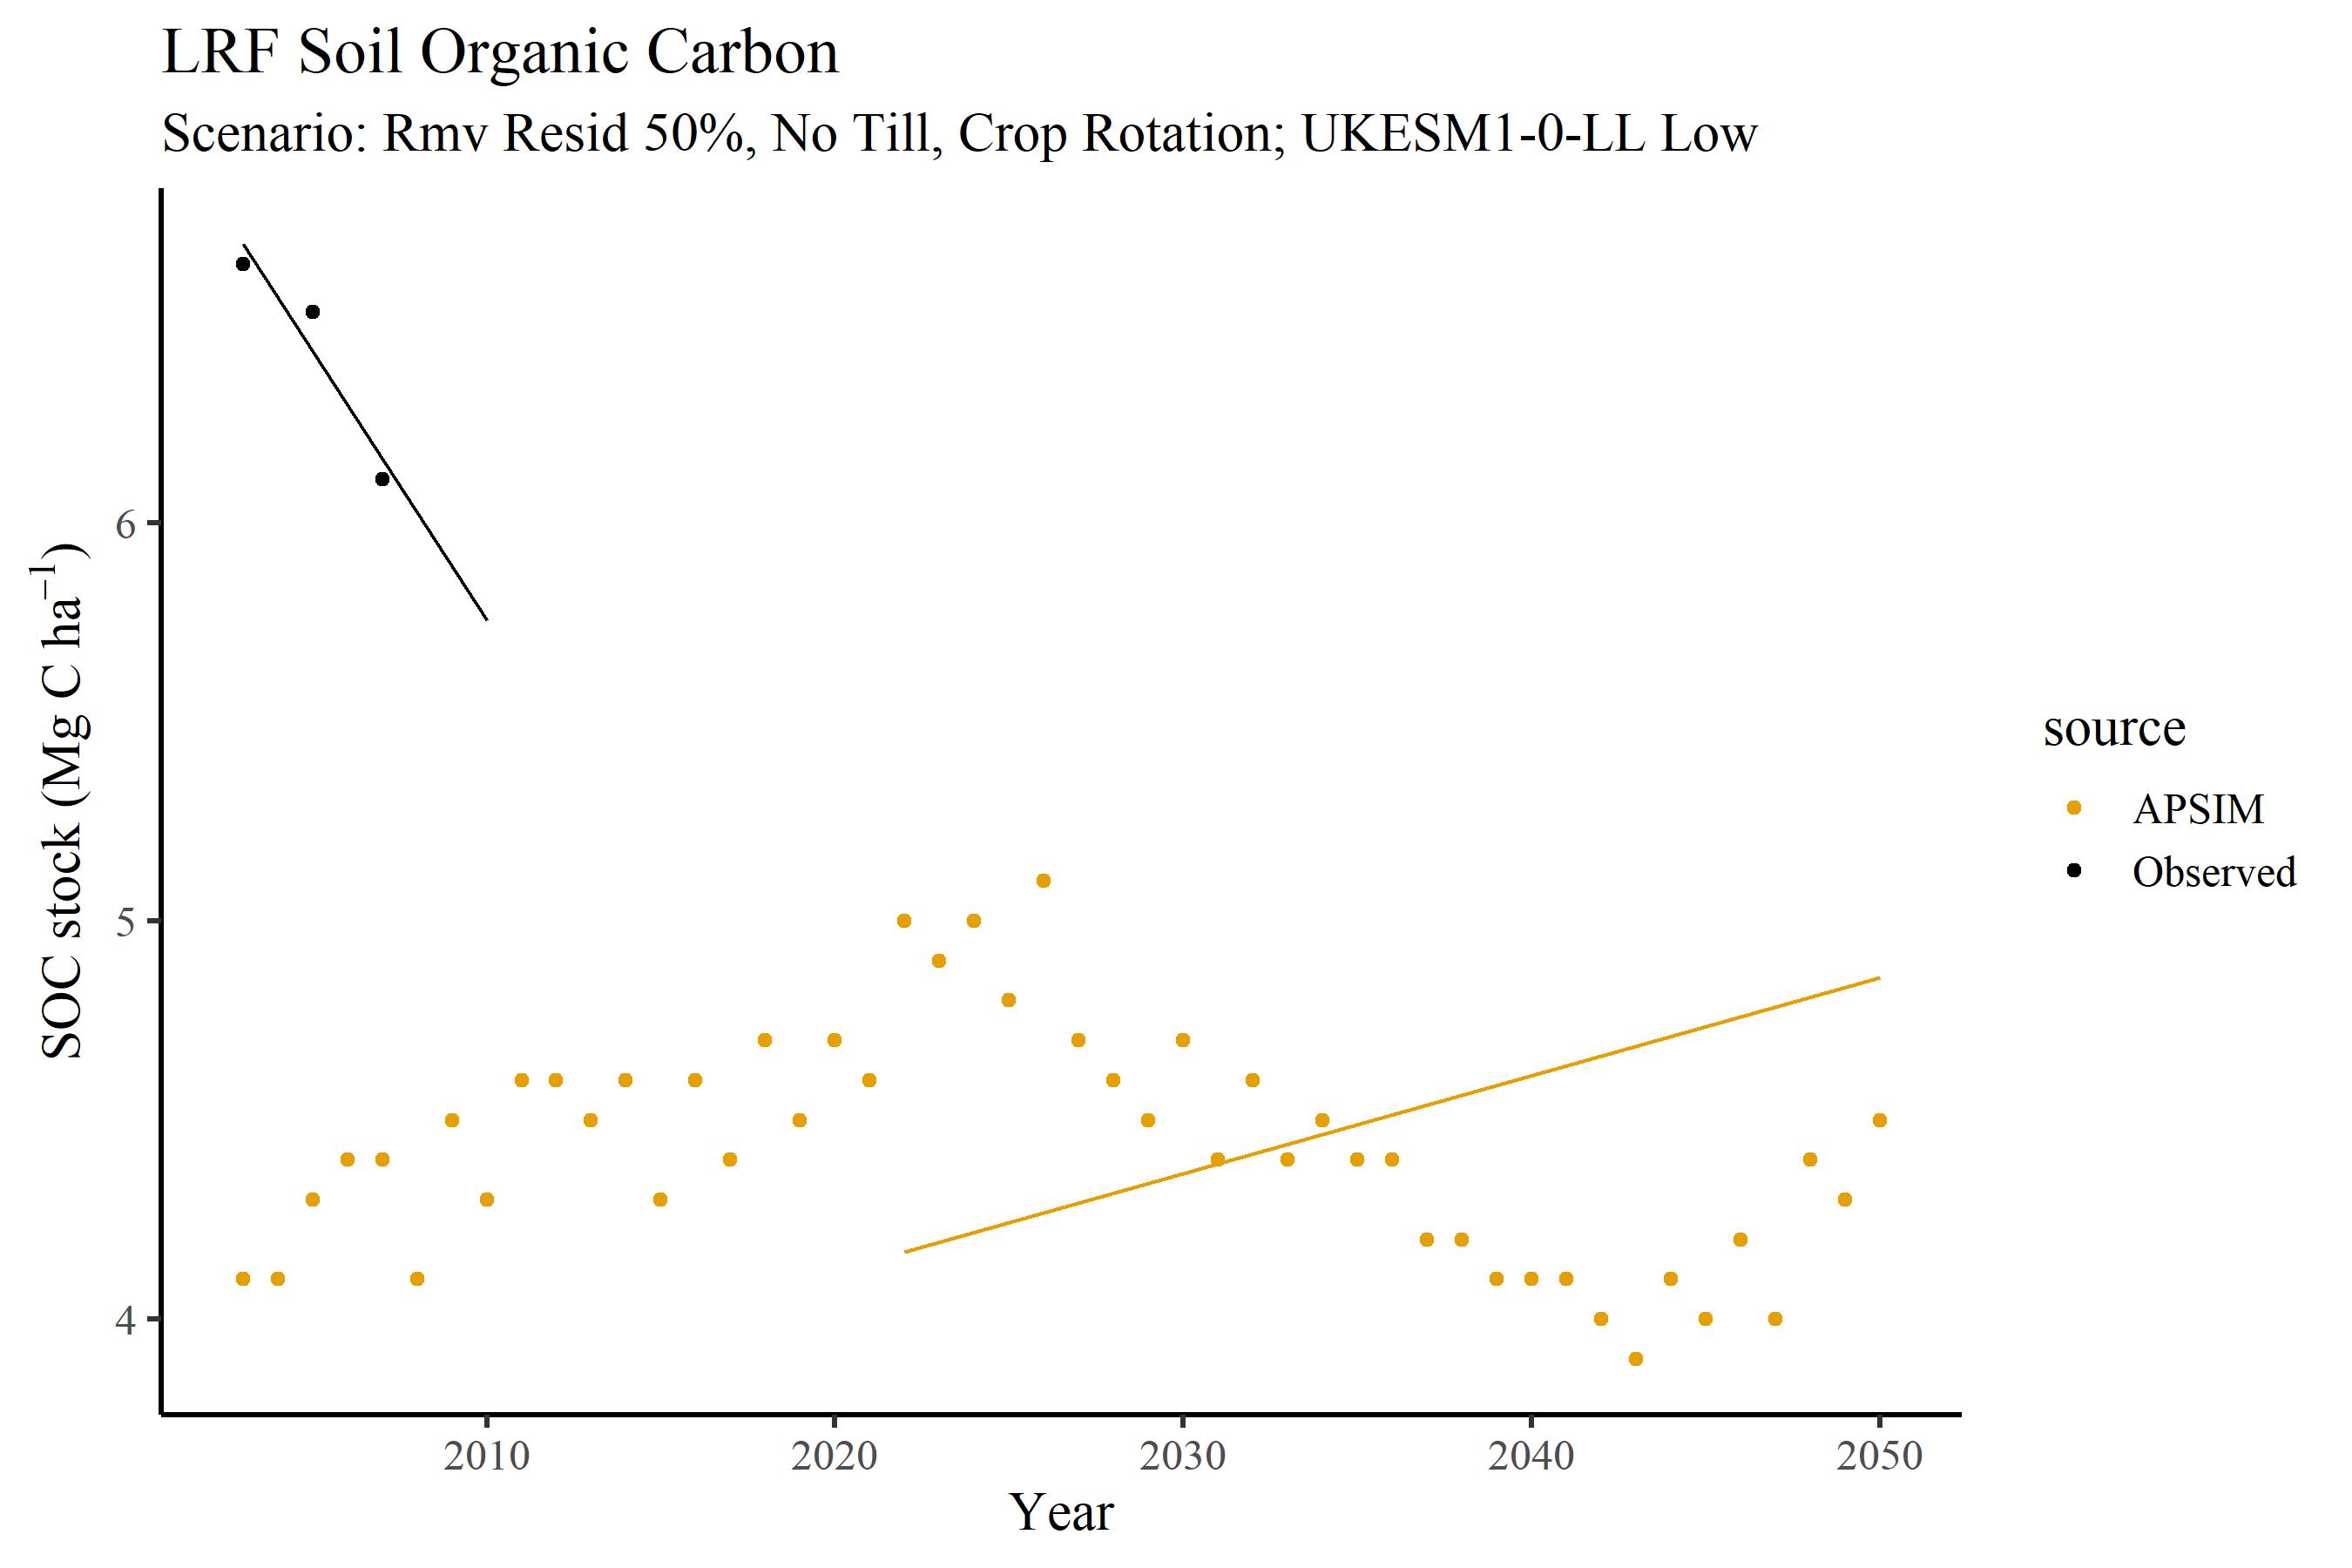 LRF Soil Organic Carbon
Scenario: Rmv Resid 50%, No Till, Crop Rotation; UKESM1-0-LL Low
SOC stock (Mg C ha⁻¹)
6
5
4
2010 2020 2030 2040 2050
Year
source
APSIM
Observed